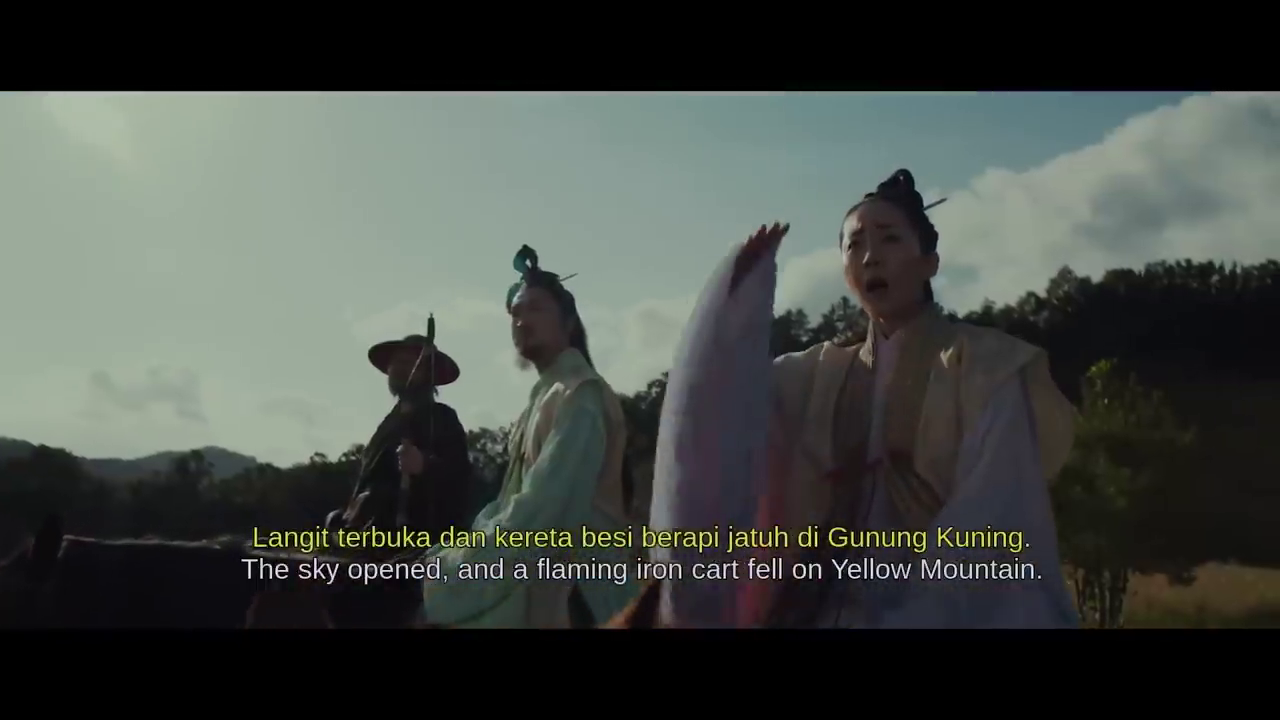 Langit terbuka dan kereta besi berapi jatuh di Gunung Kuning.
The sky opened, and a flaming iron cart fell on Yellow Mountain.